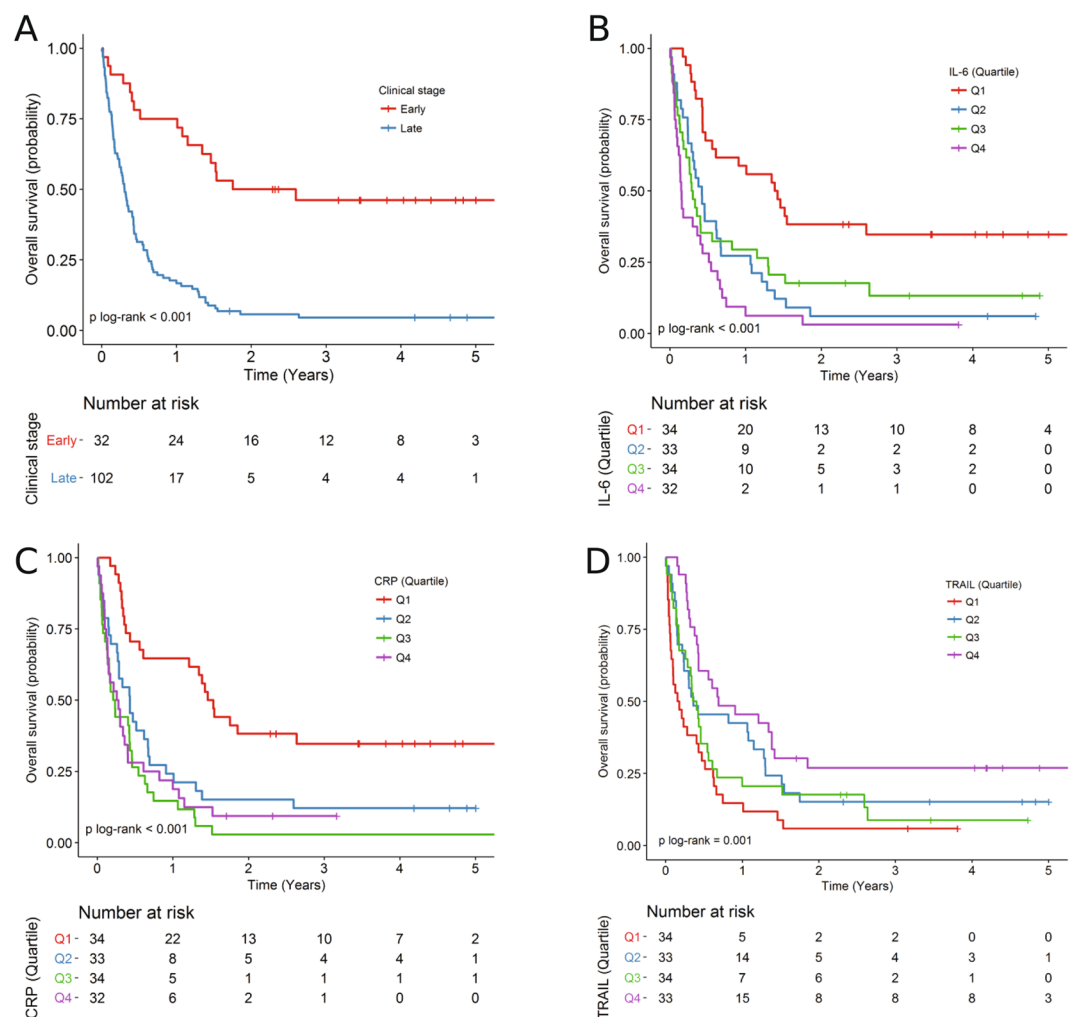 A
1.00
0.75
0.50
0.25
0.00
Overall survival (probability)
Clinical stage
Early
Late
p log-rank < 0.001
0 1 2 3 4 5
Time (Years)
Number at risk
Clinical stage
Early 32 24 16 12 8 3
Late 102 17 5 4 4 1
B
1.00
0.75
0.50
0.25
0.00
Overall survival (probability)
IL-6 (Quartile)
Q1
Q2
Q3
Q4
p log-rank < 0.001
0 1 2 3 4 5
Time (Years)
Number at risk
IL-6 (Quartile)
Q1 34 20 13 10 8 4
Q2 33 9 2 2 2 0
Q3 34 10 5 3 2 0
Q4 32 2 1 1 0 0
C
1.00
0.75
0.50
0.25
0.00
Overall survival (probability)
CRP (Quartile)
Q1
Q2
Q3
Q4
p log-rank < 0.001
0 1 2 3 4 5
Time (Years)
Number at risk
CRP (Quartile)
Q1 34 22 13 10 7 2
Q2 33 8 5 4 4 1
Q3 34 5 1 1 1 1
Q4 32 6 2 1 0 0
D
1.00
0.75
0.50
0.25
0.00
Overall survival (probability)
TRAIL (Quartile)
Q1
Q2
Q3
Q4
p log-rank = 0.001
0 1 2 3 4 5
Time (Years)
Number at risk
TRAIL (Quartile)
Q1 34 5 2 2 0 0
Q2 33 14 5 4 3 1
Q3 34 7 6 2 1 0
Q4 33 15 8 8 8 3